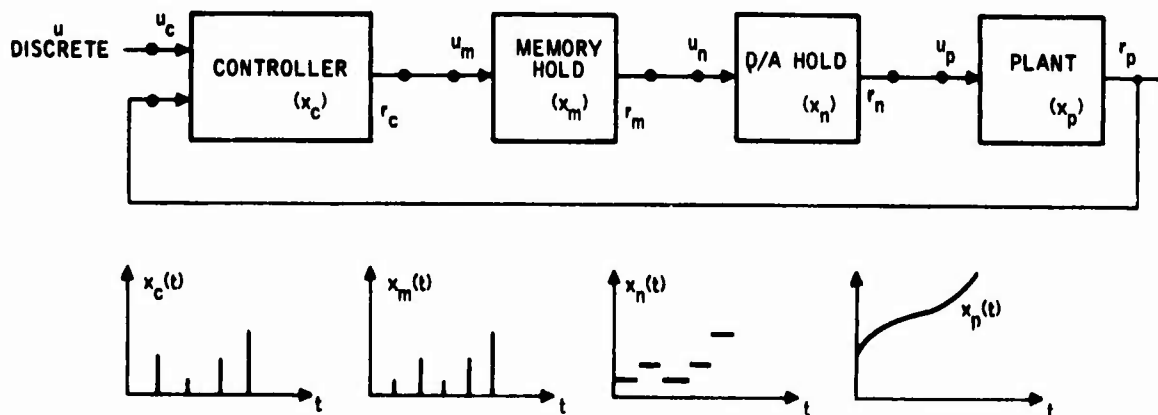 u
DISCRETE
u_c
CONTROLLER
(x_c)
r_c
u_m
MEMORY
HOLD
(x_m)
r_m
u_n
D/A HOLD
(x_n)
r_n
u_p
PLANT
(x_p)
r_p
x_c(t)
t
x_m(t)
t
x_n(t)
t
x_p(t)
t